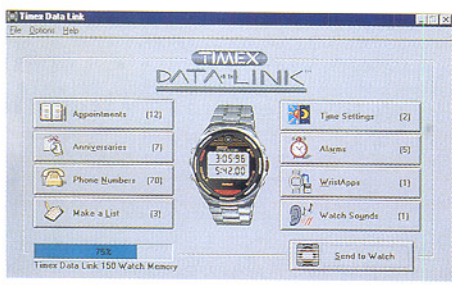 Timex Data Link
File Options Help
TIMEX
DATA LINK
Appointments (12)
Anniversaries (7)
Phone Numbers (70)
Make a List (3)
3:05:96
5:42.00
Time Settings (2)
Alarms (5)
WristApps (1)
Watch Sounds (1)
Send to Watch
75%
Timex Data Link 150 Watch Memory